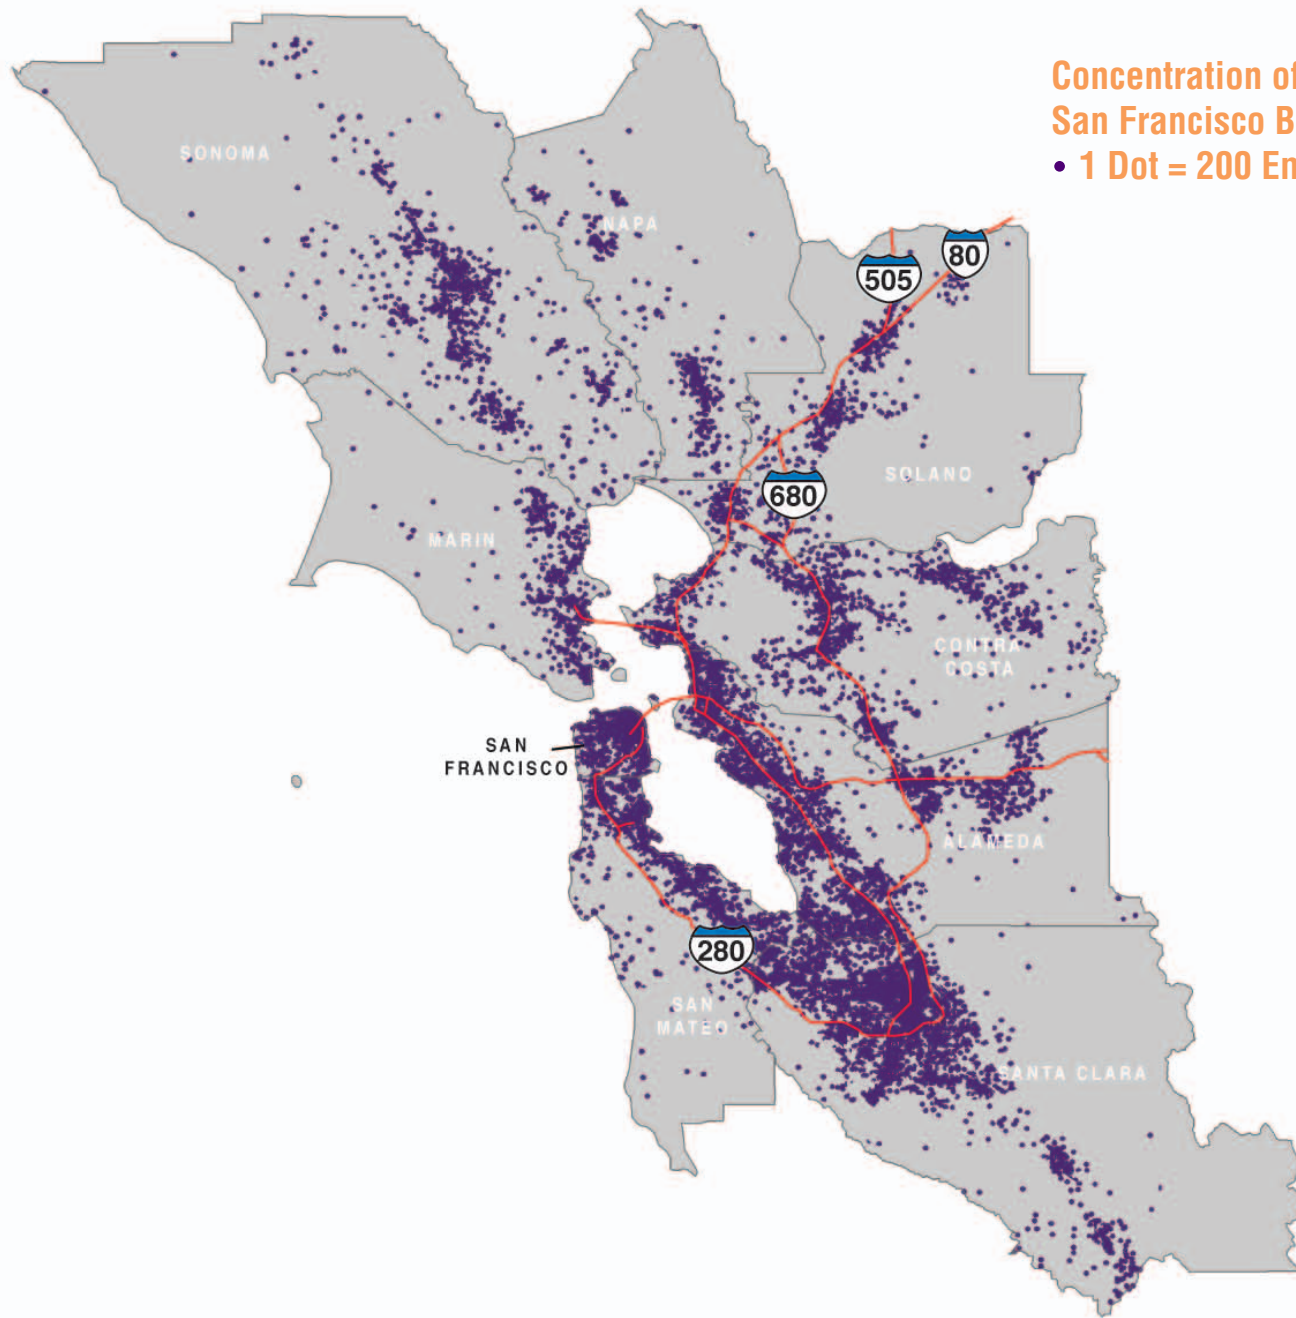 Concentration of
San Francisco B
• 1 Dot = 200 En
SONOMA
NAPA
80
505
SOLANO
680
MARIN
CONTRA
COSTA
SAN
FRANCISCO
ALAMEDA
280
SAN
MATEO
SANTA CLARA